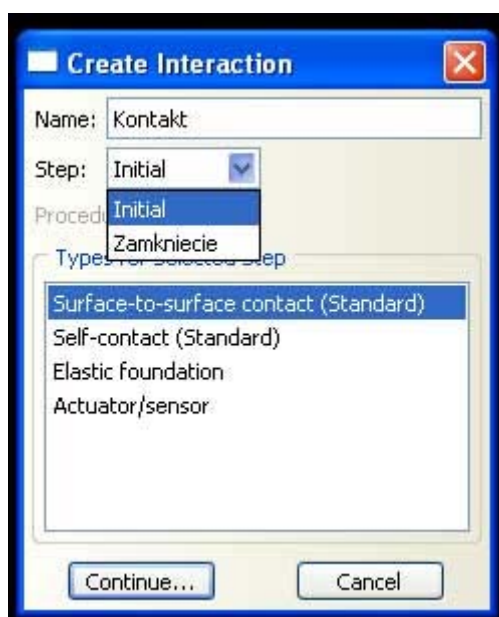 Create Interaction
Name: Kontakt
Step: Initial
Initial
Zamkniecie
Surface-to-surface contact (Standard)
Self-contact (Standard)
Elastic foundation
Actuator/sensor
Continue... Cancel